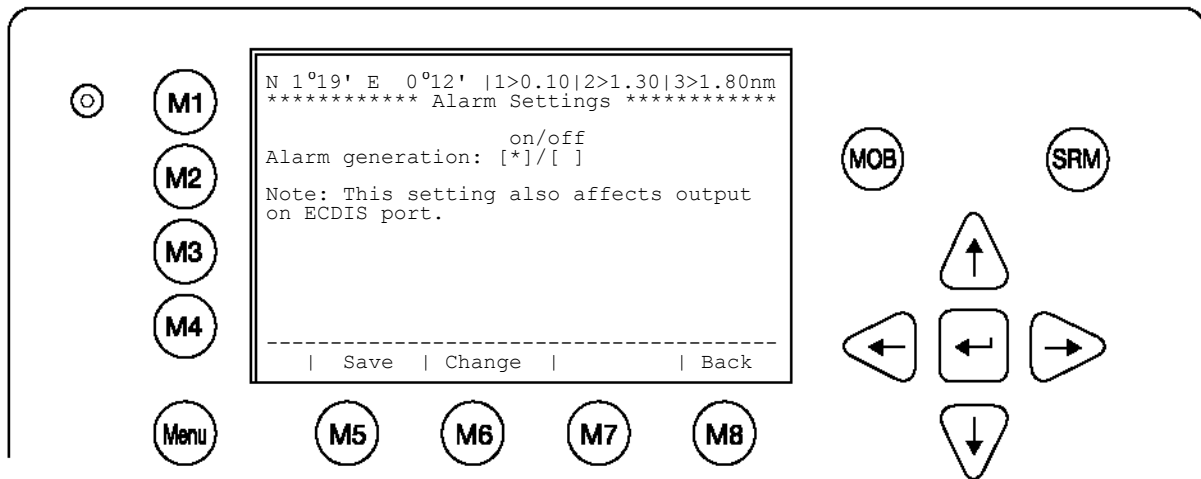 N 1°19' E  0°12' |1>0.10|2>1.30|3>1.80nm
************ Alarm Settings ************
on/off
Alarm generation: [*]/[ ]
Note: This setting also affects output
on ECDIS port.
----------------------------------------
| Save | Change | | Back
M1
M2
M3
M4
Menu
M5
M6
M7
M8
MOB
SRM